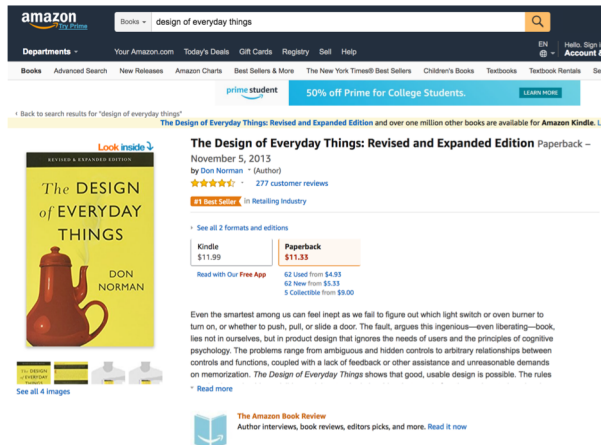 amazon
Try Prime
Books
design of everyday things
Departments
Your Amazon.com Today's Deals Gift Cards Registry Sell Help
EN
Hello. Sign i
Account &
Books Advanced Search New Releases Amazon Charts Best Sellers & More The New York Times® Best Sellers Children's Books Textbooks Textbook Rentals Se
prime student
50% off Prime for College Students.
LEARN MORE
‹ Back to search results for "design of everyday things"
The Design of Everyday Things: Revised and Expanded Edition and over one million other books are available for Amazon Kindle. L
Look inside
REVISED & EXPANDED EDITION
The DESIGN
of EVERYDAY
THINGS
DON
NORMAN
See all 4 images
The Design of Everyday Things: Revised and Expanded Edition Paperback –
November 5, 2013
by Don Norman (Author)
277 customer reviews
#1 Best Seller in Retailing Industry
› See all 2 formats and editions
Kindle
$11.99
Paperback
$11.33
Read with Our Free App
62 Used from $4.93
62 New from $5.33
5 Collectible from $9.00
Even the smartest among us can feel inept as we fail to figure out which light switch or oven burner to
turn on, or whether to push, pull, or slide a door. The fault, argues this ingenious—even liberating—book,
lies not in ourselves, but in product design that ignores the needs of users and the principles of cognitive
psychology. The problems range from ambiguous and hidden controls to arbitrary relationships between
controls and functions, coupled with a lack of feedback or other assistance and unreasonable demands
on memorization. The Design of Everyday Things shows that good, usable design is possible. The rules
Read more
The Amazon Book Review
Author interviews, book reviews, editors picks, and more. Read it now